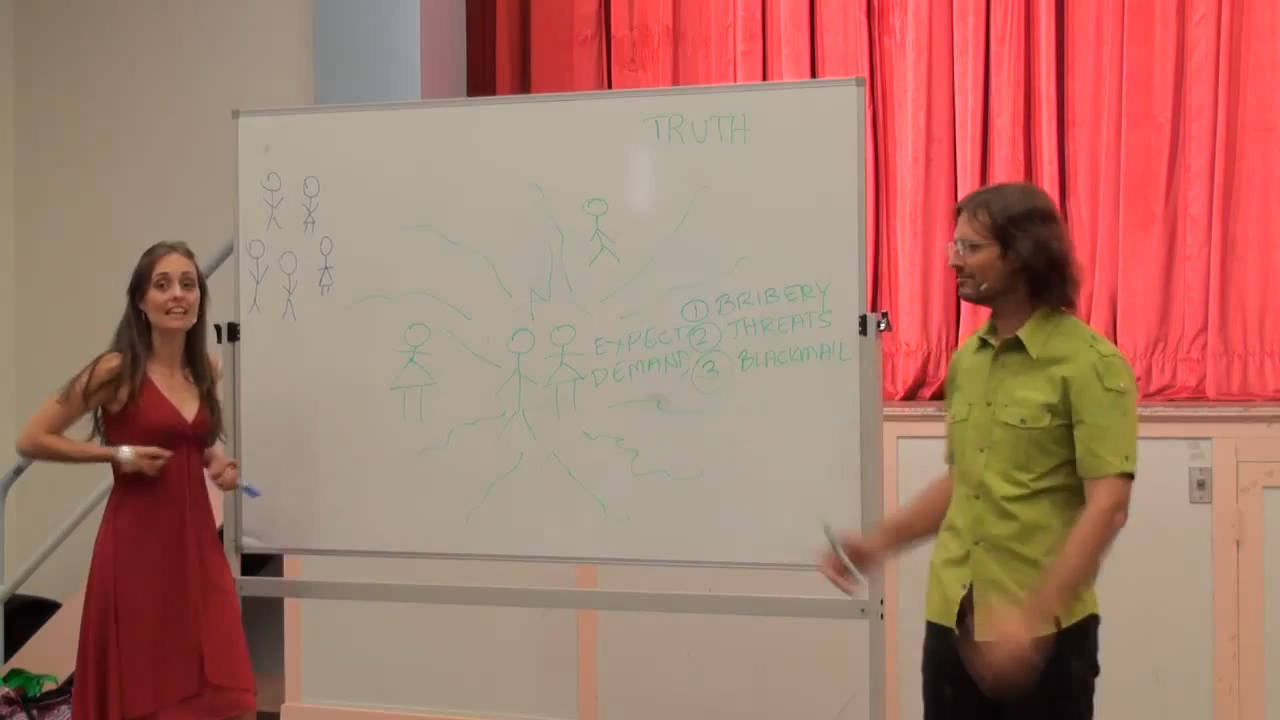 TRUTH
N
EXPECT ① BRIBERY
DEMAND ② THREATS
③ BLACKMAIL